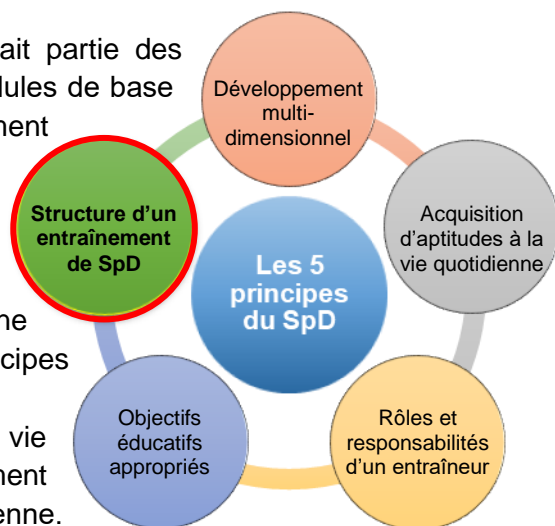 ait partie des
lules de base
ment
ne
cipes
vie
ment
enne.
Développement
multi-
dimensionnel
Acquisition
d'aptitudes à la
vie quotidienne
Rôles et
responsabilités
d'un entraîneur
Objectifs
éducatifs
appropriés
Structure d'un
entraînement
de SpD
Les 5
principes
du SpD